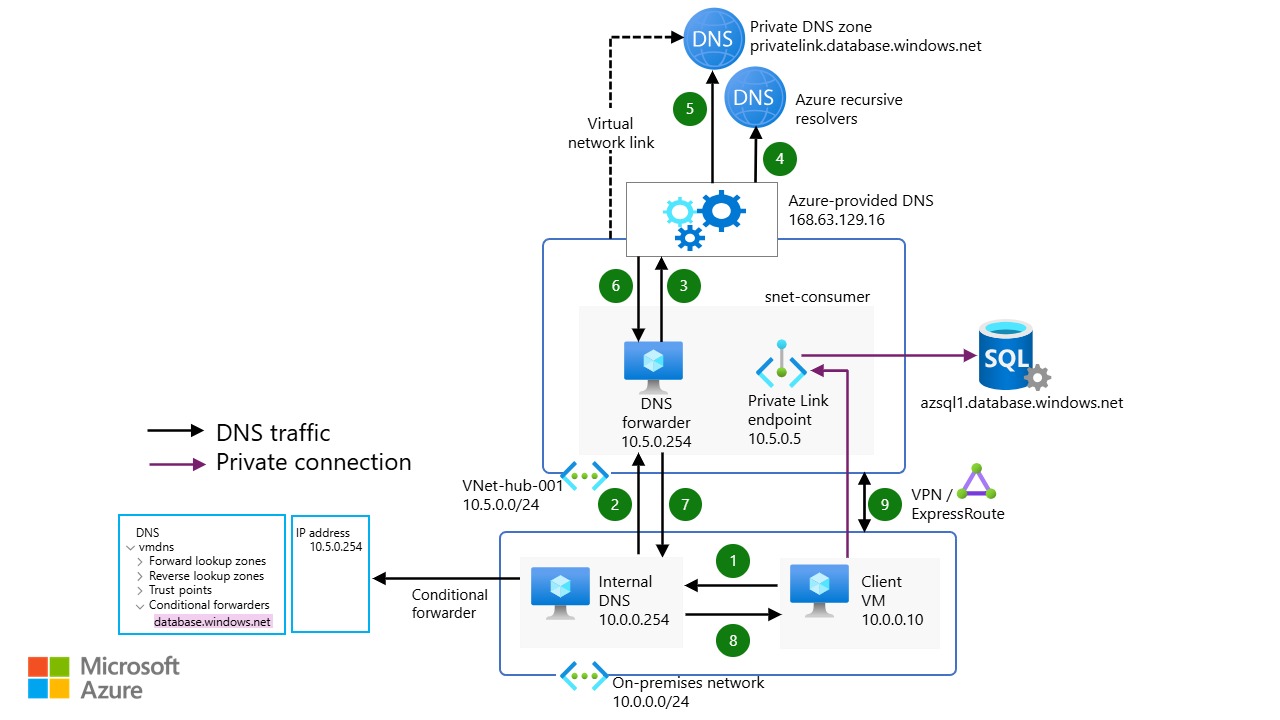 DNS
Private DNS zone
privatelink.database.windows.net
DNS
Azure recursive
resolvers
5
4
Virtual
network link
Azure-provided DNS
168.63.129.16
6
3
snet-consumer
SQL
azsql1.database.windows.net
DNS
forwarder
10.5.0.254
Private Link
endpoint
10.5.0.5
DNS traffic
Private connection
VNet-hub-001
10.5.0.0/24
2
7
9
VPN /
ExpressRoute
DNS
vmdns
Forward lookup zones
Reverse lookup zones
Trust points
Conditional forwarders
database.windows.net
IP address
10.5.0.254
Conditional
forwarder
Internal
DNS
10.0.0.254
1
8
Client
VM
10.0.0.10
On-premises network
10.0.0.0/24
Microsoft
Azure